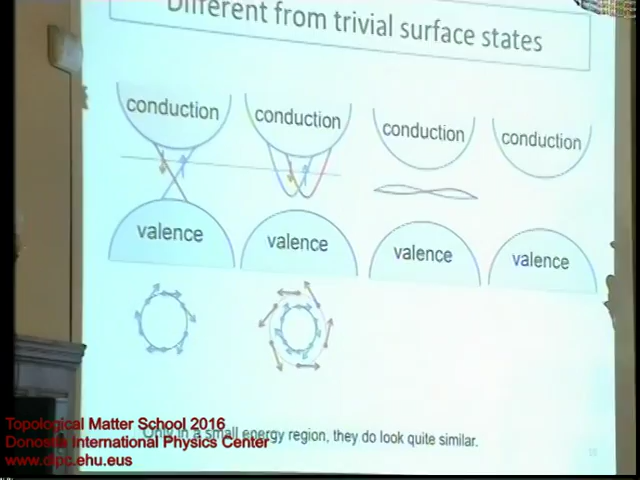 Different from trivial surface states
conduction conduction conduction conduction
valence valence valence valence
Only in a small energy region, they do look quite similar.
Topological Matter School 2016
Donostia International Physics Center
www.dipc.ehu.eus